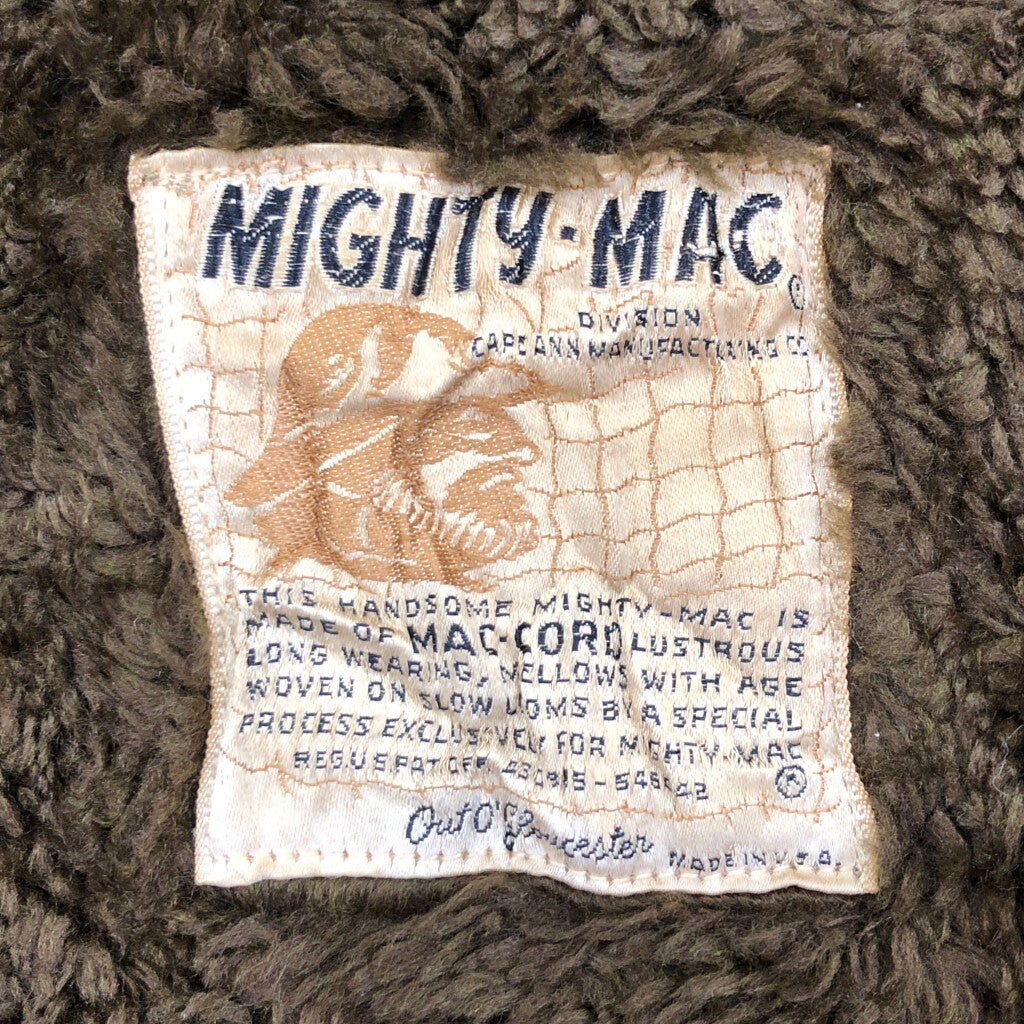 MIGHTY-MAC ®
DIVISION
CAPE ANN MANUFACTURING CO
THIS HANDSOME MIGHTY-MAC IS
MADE OF MAC-CORD LUSTROUS
LONG WEARING, MELLOWS WITH AGE
WOVEN ON SLOW LOOMS BY A SPECIAL
PROCESS EXCLUSIVELY FOR MIGHTY-MAC
REG. U.S. PAT. OFF. ®
Out O' Gloucester MADE IN U.S.A.